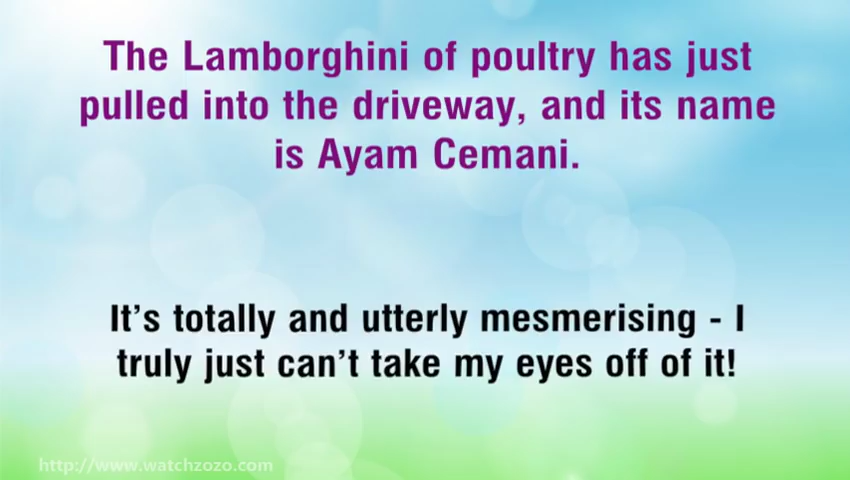 The Lamborghini of poultry has just
pulled into the driveway, and its name
is Ayam Cemani.
It’s totally and utterly mesmerising - I
truly just can’t take my eyes off of it!
http://www.watchzozo.com